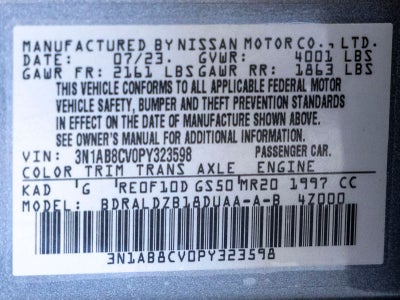 MANUFACTURED BY NISSAN MOTOR CO., LTD.
DATE: 07/23. GVWR: 4001 LBS
GAWR FR: 2161 LBS GAWR RR: 1863 LBS
THIS VEHICLE CONFORMS TO ALL APPLICABLE FEDERAL MOTOR
VEHICLE SAFETY, BUMPER AND THEFT PREVENTION STANDARDS
IN EFFECT ON THE DATE OF MANUFACTURE SHOWN ABOVE.
SEE OWNER'S MANUAL FOR ADDITIONAL INFORMATION.
VIN: 3N1AB8CV0PY323598 PASSENGER CAR.
COLOR TRIM TRANS AXLE ENGINE
KAD G RE0F10D GS50 MR20 1997 CC
MODEL: BDRALDZB18DUAA-A-B 4Z000
3N1AB8CV0PY323598